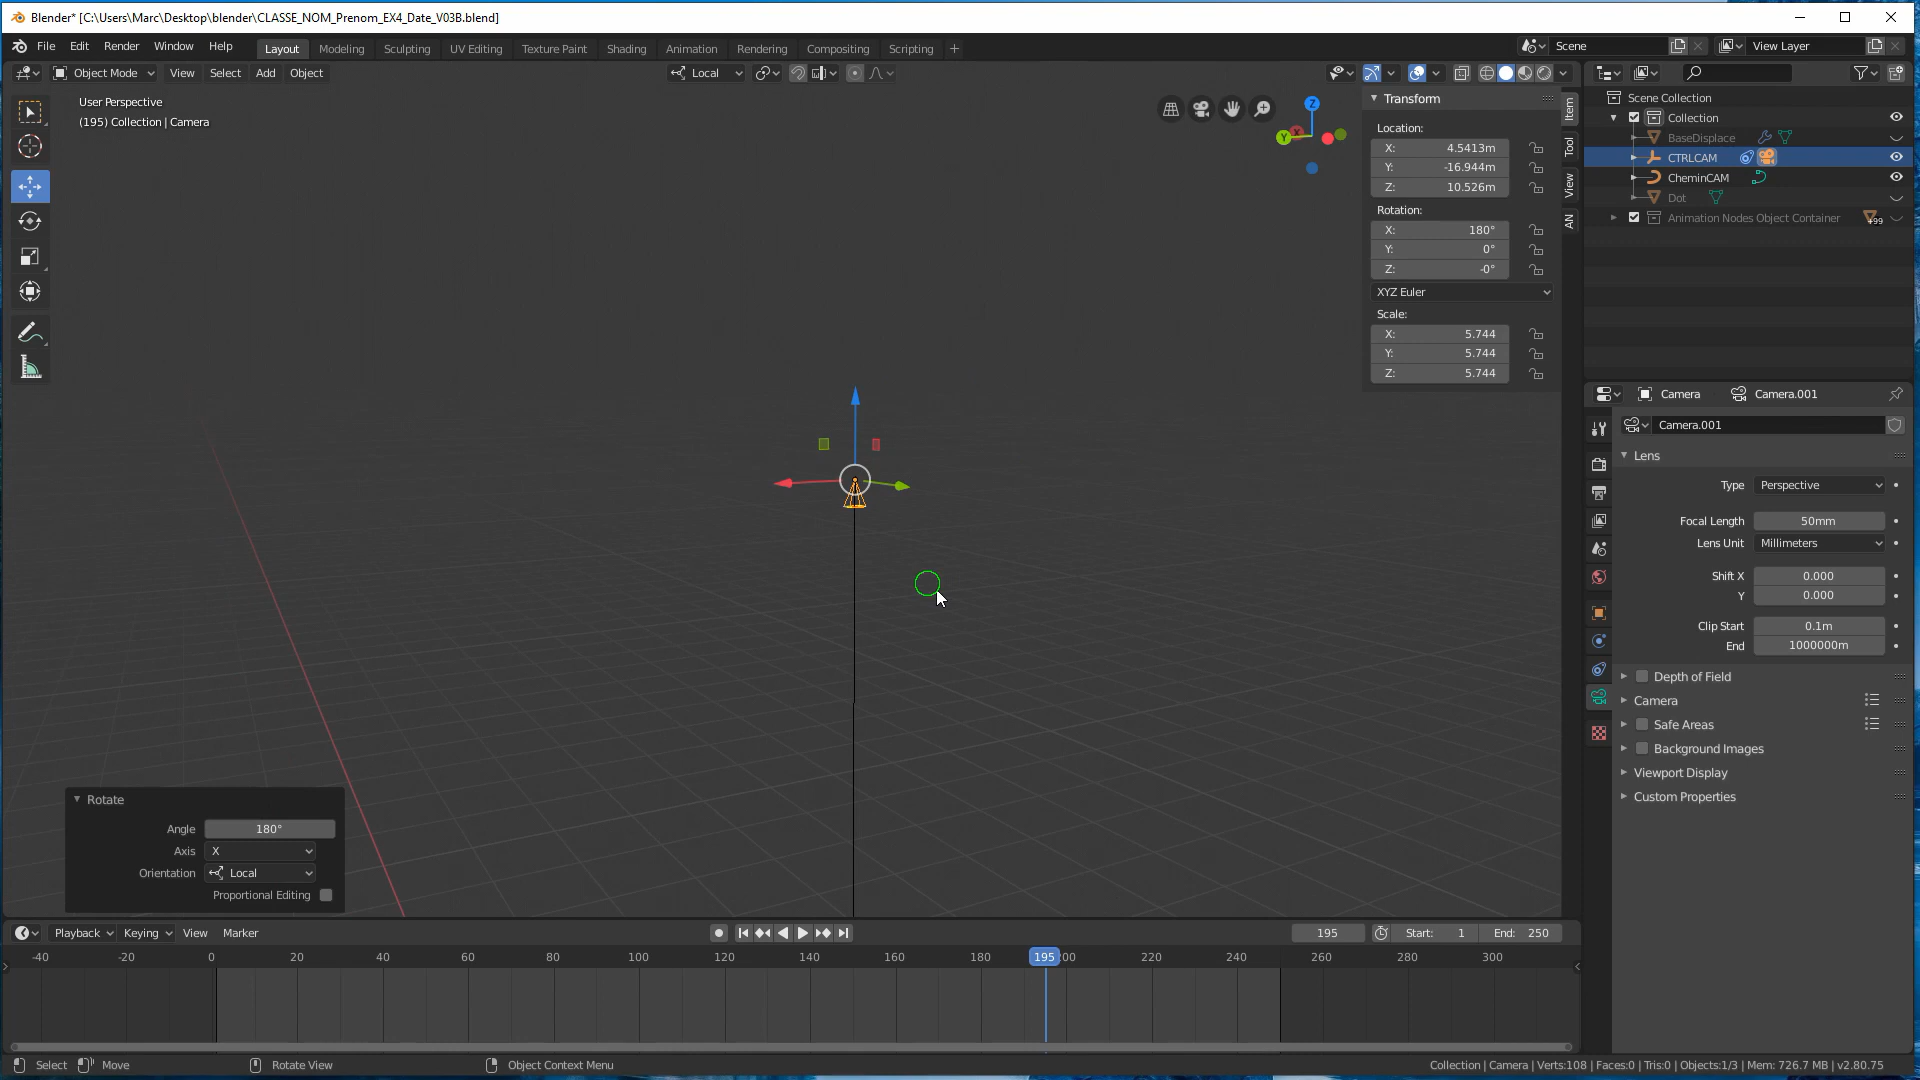 Blender* [C:\Users\Marc\Desktop\blender\CLASSE_NOM_Prenom_EX4_Date_V03B.blend]
File Edit Render Window Help Layout Modeling Sculpting UV Editing Texture Paint Shading Animation Rendering Compositing Scripting + Scene View Layer
Object Mode View Select Add Object Local
User Perspective
(195) Collection | Camera
Z
Y
X
Transform
Location:
X: 4.5413m
Y: -16.944m
Z: 10.526m
Rotation:
X: 180°
Y: 0°
Z: -0°
XYZ Euler
Scale:
X: 5.744
Y: 5.744
Z: 5.744
Item
Tool
View
AN
Scene Collection
Collection
BaseDisplace
CTRLCAM
CheminCAM
Dot
Animation Nodes Object Container +99
Camera Camera.001
Camera.001
Lens
Type Perspective
Focal Length 50mm
Lens Unit Millimeters
Shift X 0.000
Y 0.000
Clip Start 0.1m
End 1000000m
Depth of Field
Camera
Safe Areas
Background Images
Viewport Display
Custom Properties
Rotate
Angle 180°
Axis X
Orientation Local
Proportional Editing
Playback Keying View Marker 195 Start: 1 End: 250
-40 -20 0 20 40 60 80 100 120 140 160 180 195 00 220 240 260 280 300
Select Move Rotate View Object Context Menu Collection | Camera | Verts:108 | Faces:0 | Tris:0 | Objects:1/3 | Mem: 726.7 MB | v2.80.75